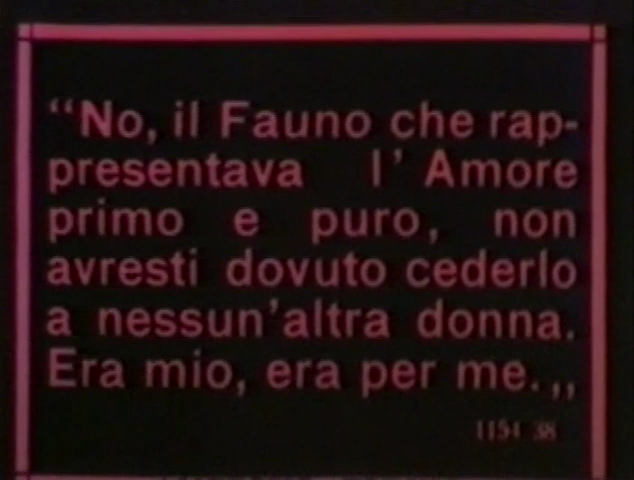 “No, il Fauno che rap-
presentava l' Amore
primo e puro, non
avresti dovuto cederlo
a nessun'altra donna.
Era mio, era per me.,,
1154 38